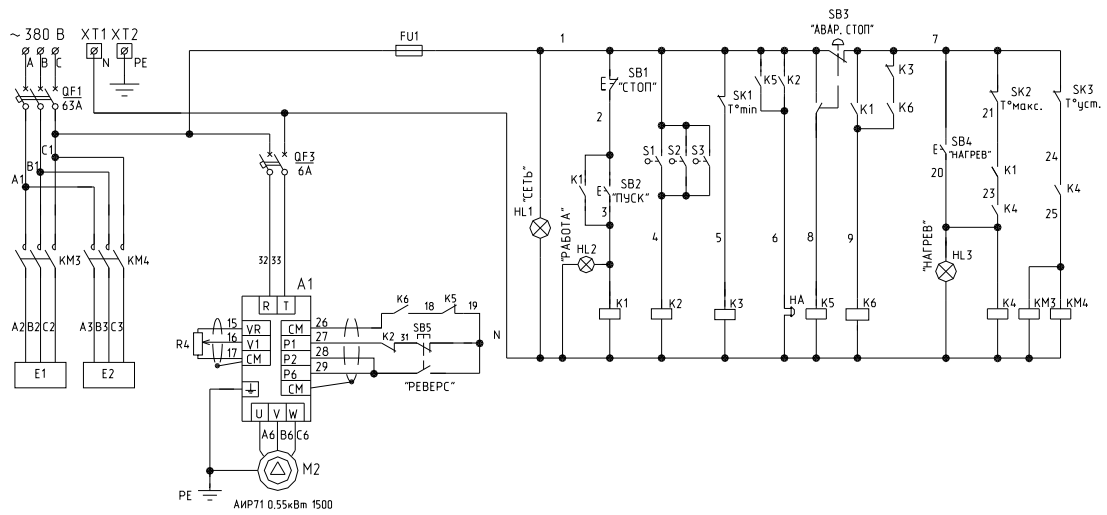 ~ 380 В
ХТ1 ХТ2
A B C
N
PE
QF1
63A
C1
B1
A1
KM3
KM4
A2 B2 C2
A3 B3 C3
E1
E2
QF3
6A
32 33
A1
R T
R4
15
16
17
VR
V1
CM
CM
P1
P2
P6
CM
26
27
28
29
K6
18
K5
19
K2
31
SB5
N
"РЕВЕРС"
U V W
A6 B6 C6
M2
PE
АИР71 0,55кВт 1500
FU1
1
"СЕТЬ"
HL1
"РАБОТА"
HL2
SB1
"СТОП"
2
K1
SB2
"ПУСК"
3
K1
S1
S2
S3
4
K2
SK1
T°min
5
K3
K5
K2
6
HA
SB3
"АВАР. СТОП"
8
K5
K1
K3
K6
9
K6
7
SB4
"НАГРЕВ"
20
"НАГРЕВ"
HL3
SK2
21
T°макс.
K1
23
K4
K4
SK3
T°уст.
24
K4
25
KM3
KM4